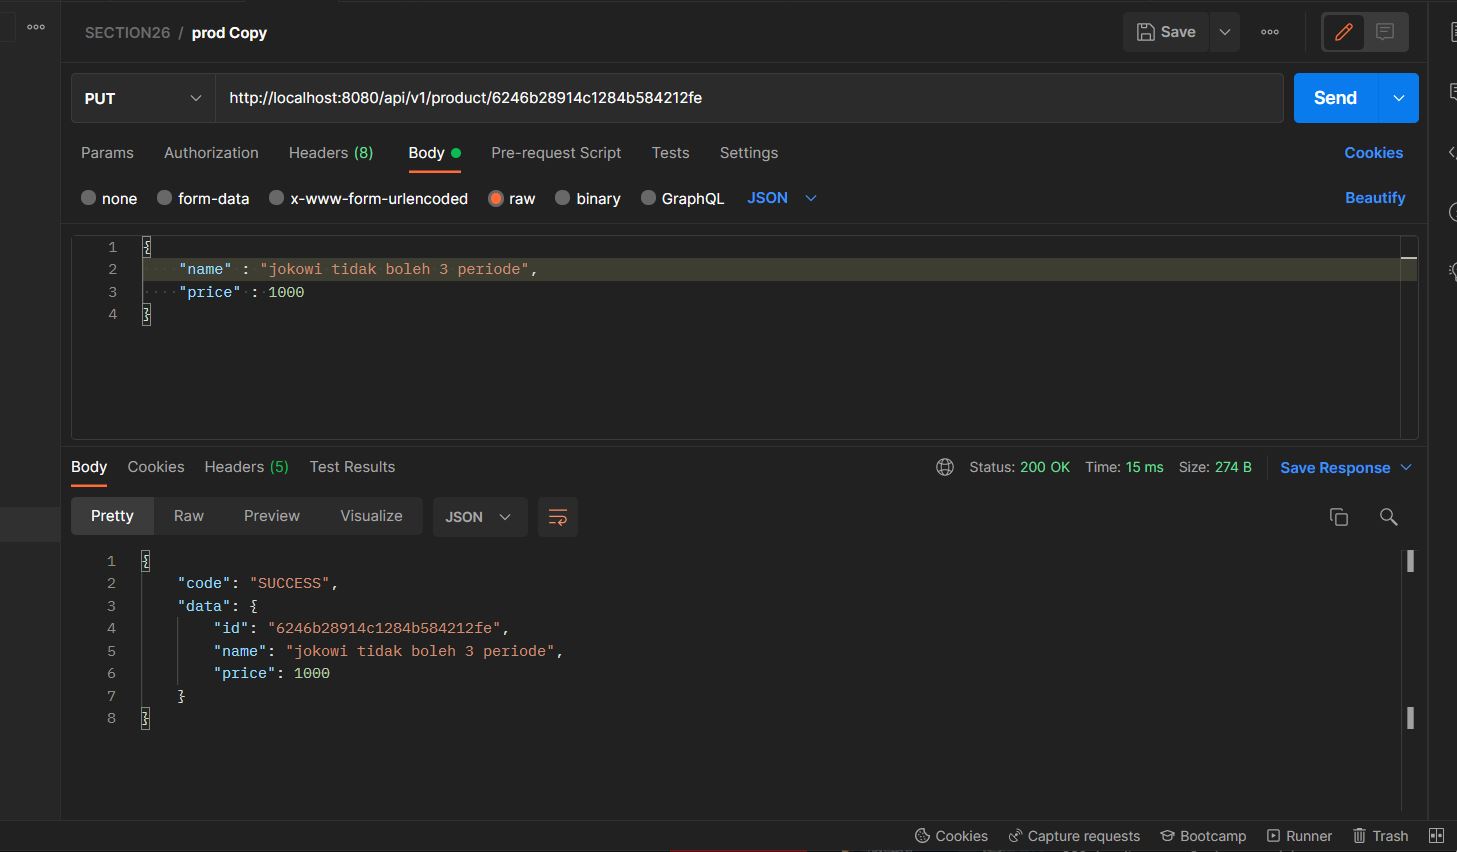 SECTION26 / prod Copy
Save
PUT http://localhost:8080/api/v1/product/6246b28914c1284b584212fe Send
Params Authorization Headers (8) Body Pre-request Script Tests Settings Cookies
none form-data x-www-form-urlencoded raw binary GraphQL JSON Beautify
1 {
2 "name" : "jokowi tidak boleh 3 periode",
3 "price" : 1000
4 }
Body Cookies Headers (5) Test Results Status: 200 OK Time: 15 ms Size: 274 B Save Response
Pretty Raw Preview Visualize JSON
1 {
2 "code": "SUCCESS",
3 "data": {
4 "id": "6246b28914c1284b584212fe",
5 "name": "jokowi tidak boleh 3 periode",
6 "price": 1000
7 }
8 }
Cookies Capture requests Bootcamp Runner Trash